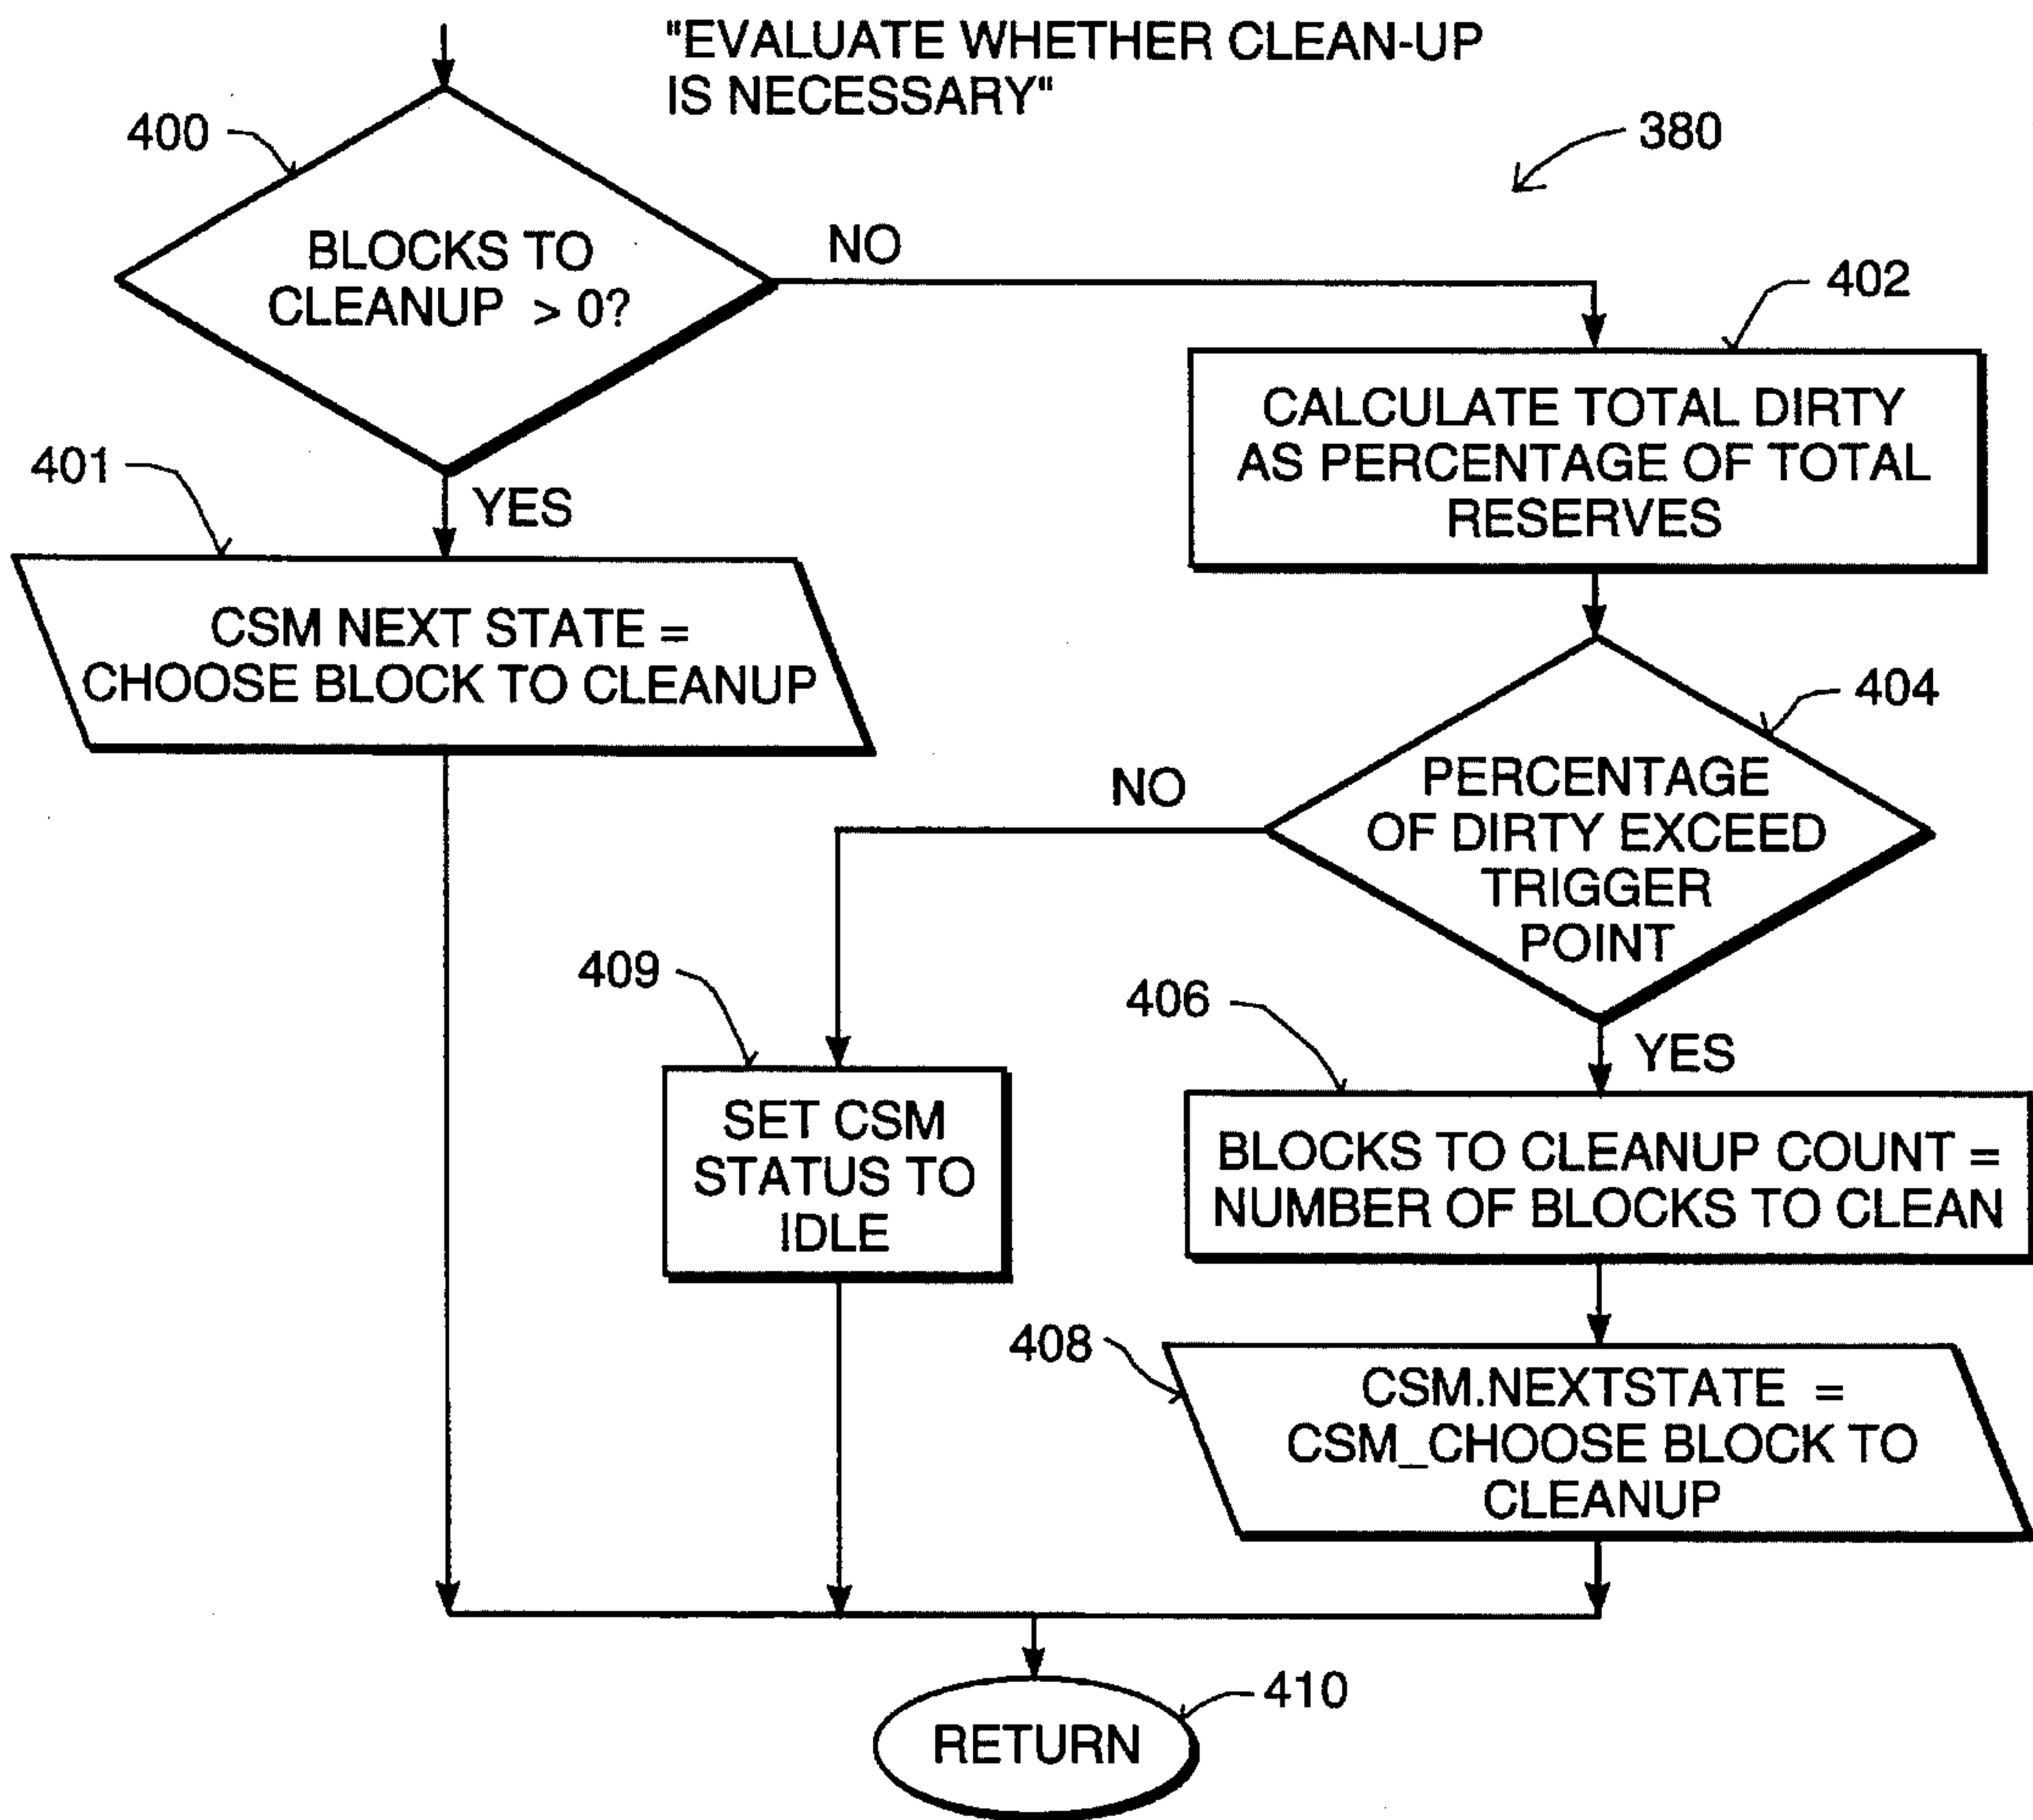 "EVALUATE WHETHER CLEAN-UP
IS NECESSARY"
380
400
BLOCKS TO
CLEANUP > 0?
NO
YES
401
CSM NEXT STATE =
CHOOSE BLOCK TO CLEANUP
402
CALCULATE TOTAL DIRTY
AS PERCENTAGE OF TOTAL
RESERVES
404
PERCENTAGE
OF DIRTY EXCEED
TRIGGER
POINT
NO
YES
409
SET CSM
STATUS TO
IDLE
406
BLOCKS TO CLEANUP COUNT =
NUMBER OF BLOCKS TO CLEAN
408
CSM.NEXTSTATE =
CSM_CHOOSE BLOCK TO
CLEANUP
RETURN
410